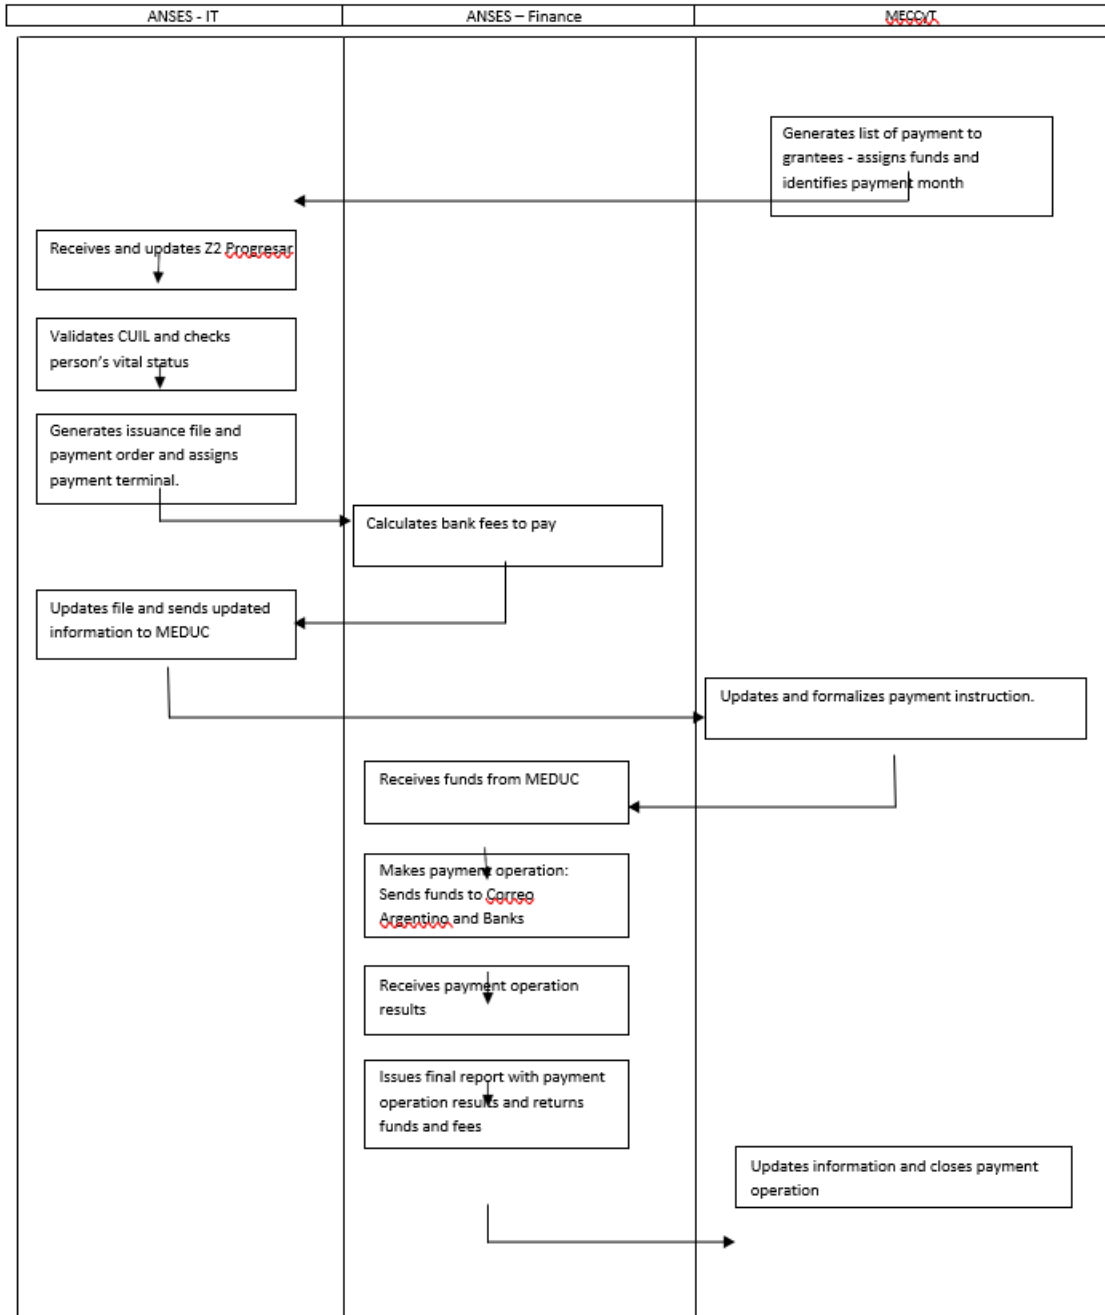 ANSES - IT
ANSES – Finance
MECCyT
Generates list of payment to
grantees - assigns funds and
identifies payment month
Receives and updates Z2 Progresar
Validates CUIL and checks
person's vital status
Generates issuance file and
payment order and assigns
payment terminal.
Calculates bank fees to pay
Updates file and sends updated
information to MEDUC
Updates and formalizes payment instruction.
Receives funds from MEDUC
Makes payment operation:
Sends funds to Correo
Argentino and Banks
Receives payment operation
results
Issues final report with payment
operation results and returns
funds and fees
Updates information and closes payment
operation